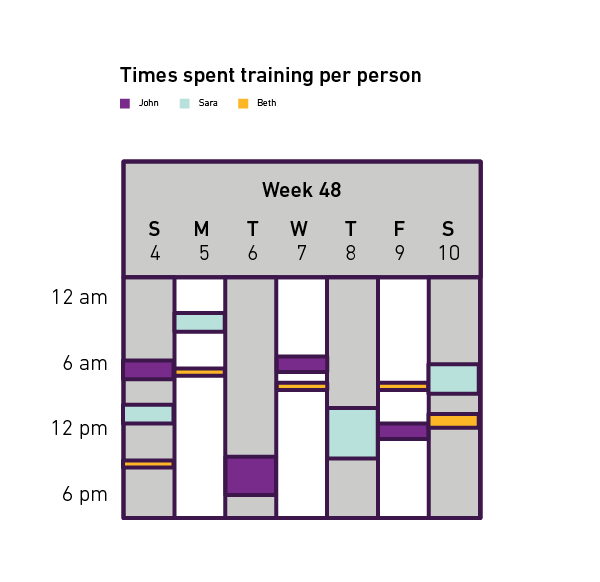 Times spent training per person
John Sara Beth
Week 48
S M T W T F S
4 5 6 7 8 9 10
12 am
6 am
12 pm
6 pm